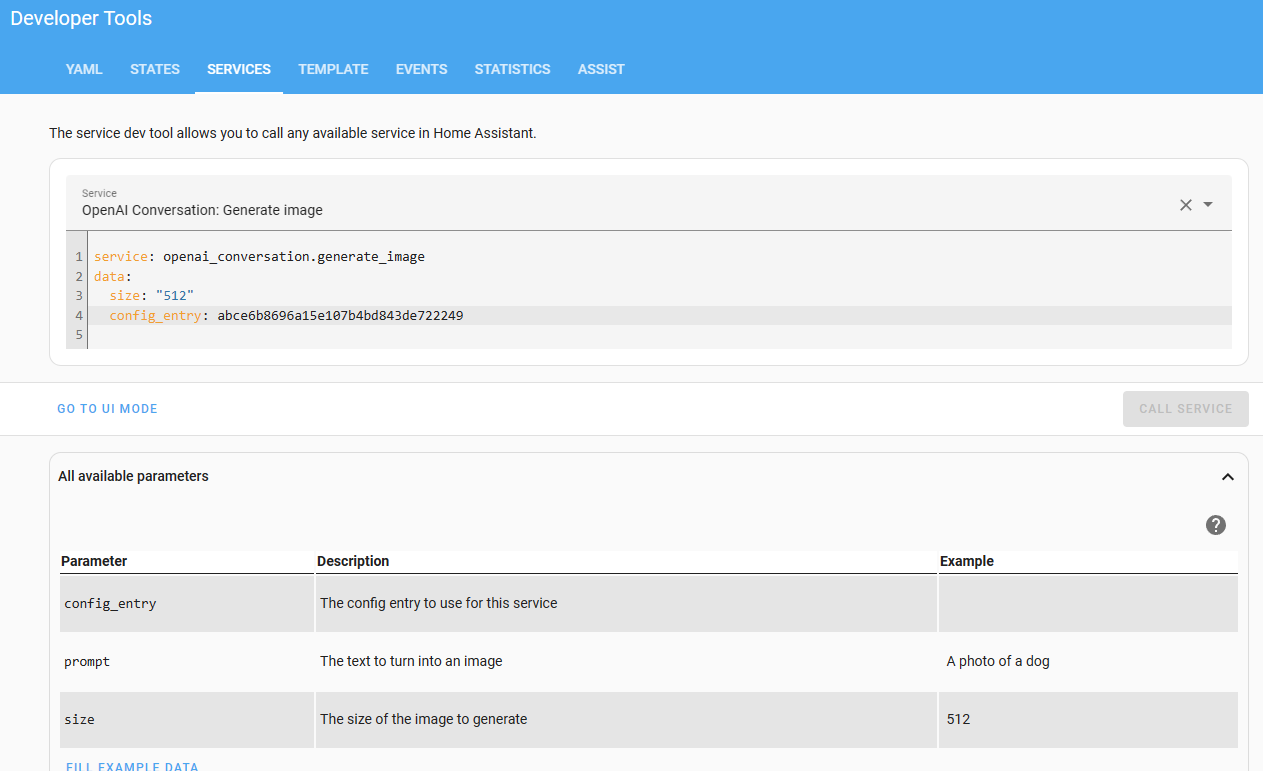 Developer Tools
YAML STATES SERVICES TEMPLATE EVENTS STATISTICS ASSIST
The service dev tool allows you to call any available service in Home Assistant.
Service
OpenAI Conversation: Generate image
1 service: openai_conversation.generate_image
2 data:
3   size: "512"
4   config_entry: abce6b8696a15e107b4bd843de722249
5
GO TO UI MODE CALL SERVICE
All available parameters
?
Parameter Description Example
config_entry The config entry to use for this service
prompt The text to turn into an image A photo of a dog
size The size of the image to generate 512
FILL EXAMPLE DATA